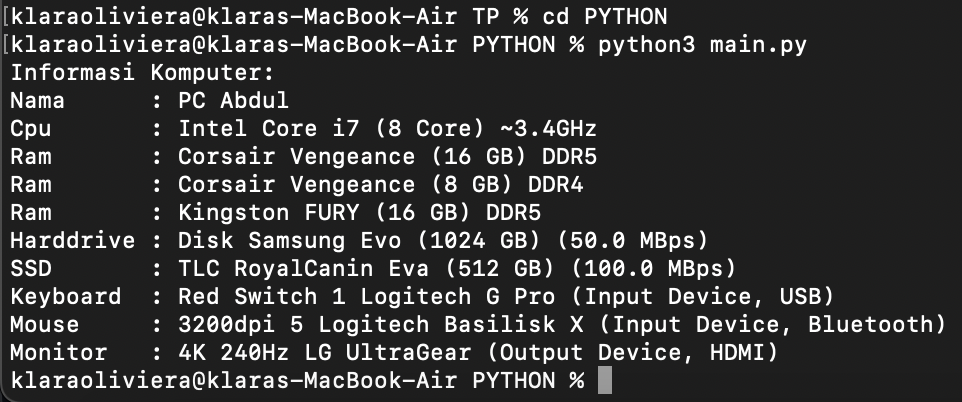 [klaraoliviera@klaras-MacBook-Air TP % cd PYTHON
[klaraoliviera@klaras-MacBook-Air PYTHON % python3 main.py
Informasi Komputer:
Nama      : PC Abdul
Cpu       : Intel Core i7 (8 Core) ~3.4GHz
Ram       : Corsair Vengeance (16 GB) DDR5
Ram       : Corsair Vengeance (8 GB) DDR4
Ram       : Kingston FURY (16 GB) DDR5
Harddrive : Disk Samsung Evo (1024 GB) (50.0 MBps)
SSD       : TLC RoyalCanin Eva (512 GB) (100.0 MBps)
Keyboard  : Red Switch 1 Logitech G Pro (Input Device, USB)
Mouse     : 3200dpi 5 Logitech Basilisk X (Input Device, Bluetooth)
Monitor   : 4K 240Hz LG UltraGear (Output Device, HDMI)
klaraoliviera@klaras-MacBook-Air PYTHON %